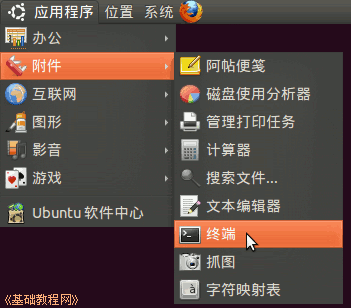 应用程序 位置 系统
办公
附件
互联网
图形
影音
游戏
Ubuntu 软件中心
阿帖便笺
磁盘使用分析器
管理打印任务
计算器
搜索文件...
文本编辑器
终端
抓图
字符映射表
《基础教程网》